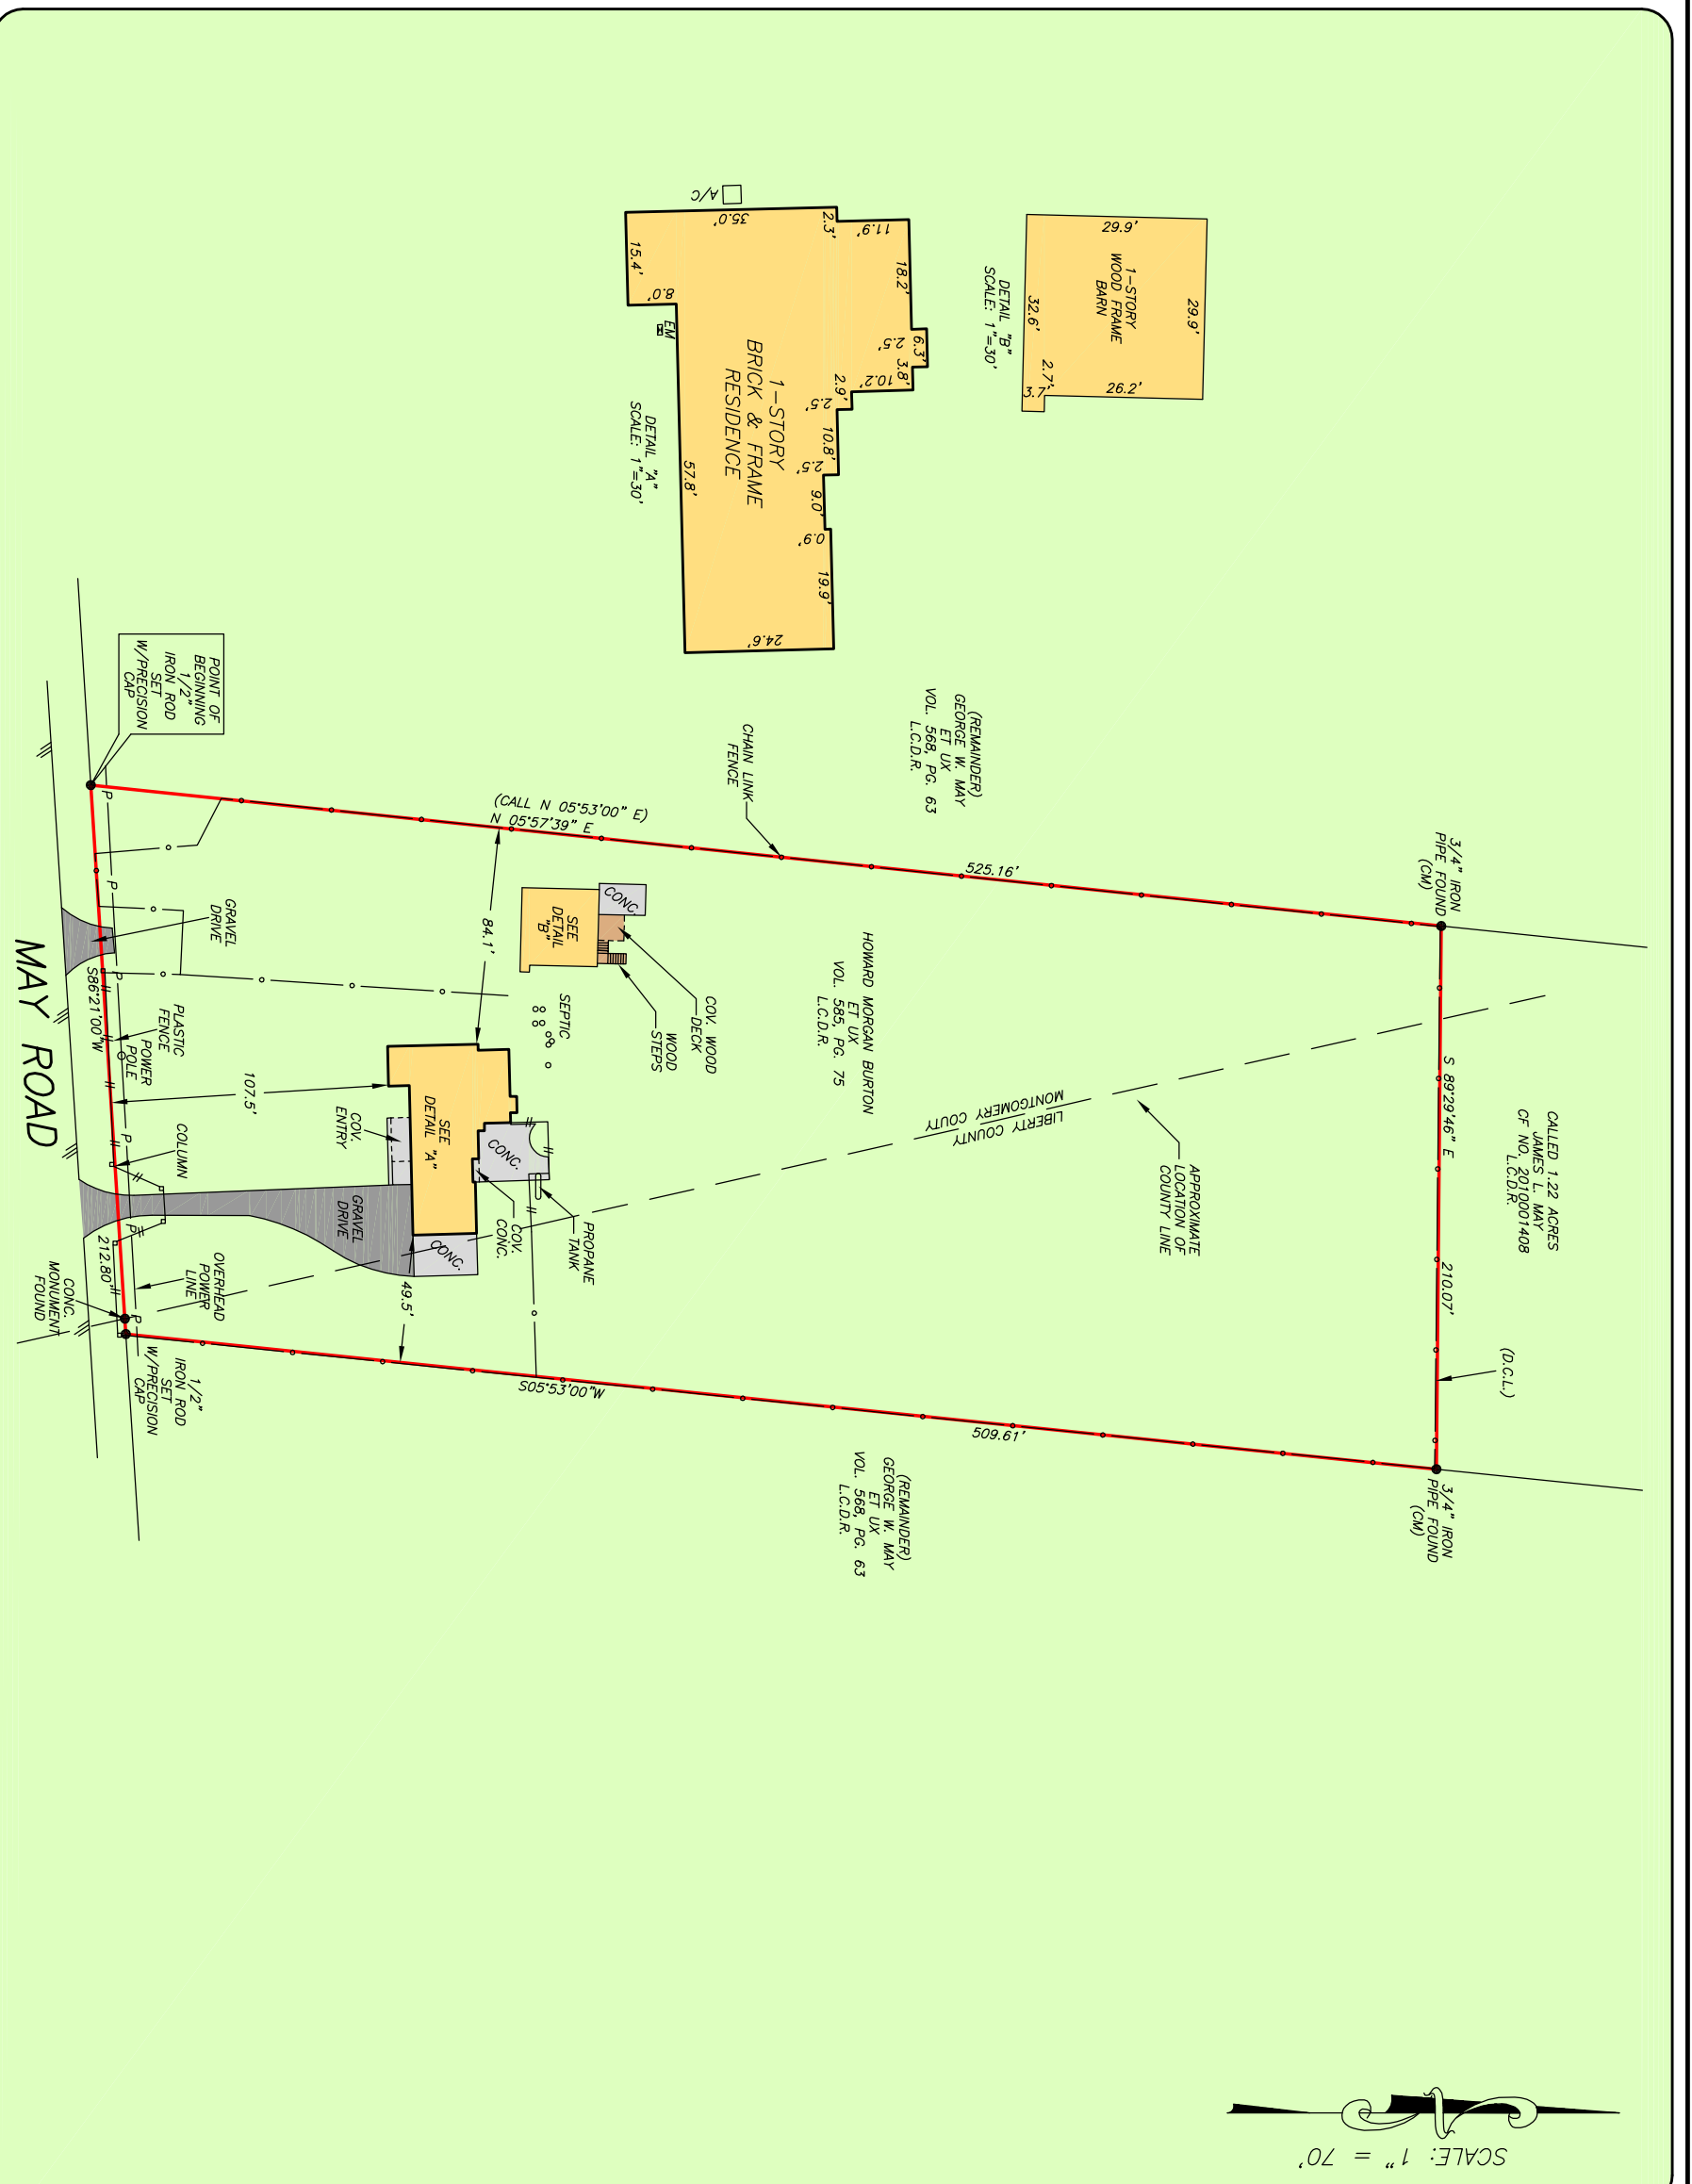 29.9'
29.6'
1-STORY
WOOD FRAME
BARN
26.2'
32.6'
2.7'
3.7'
DETAIL "B"
SCALE: 1"=30'
A/C
35.0'
2.3'
11.9'
18.2'
6.3'
2.5'
3.8'
10.2'
2.9'
2.5'
10.8'
2.5'
9.0'
0.9'
19.9'
24.6'
57.8'
8.0'
15.4'
EM
1-STORY
BRICK & FRAME
RESIDENCE
DETAIL "A"
SCALE: 1"=30'
(REMAINDER)
GEORGE W. MAY
ET UX
VOL. 568, PG. 63
L.C.D.R.
CHAIN LINK
FENCE
POINT OF
BEGINNING
1/2"
IRON ROD
SET
W/PRECISION
CAP
3/4" IRON
PIPE FOUND
(CM)
(CALL N 05°53'00" E)
N 05°57'39" E
525.16'
CALLED 1.22 ACRES
JAMES L. MAY
CF NO. 2010001408
L.C.D.R.
S 89°29'46" E
210.07'
(D.C.L.)
3/4" IRON
PIPE FOUND
(CM)
HOWARD MORGAN BURTON
ET UX
VOL. 585, PG. 75
L.C.D.R.
MONTGOMERY COUTY
LIBERTY COUNTY
APPROXIMATE
LOCATION OF
COUNTY LINE
CONC.
SEE
DETAIL
"B"
COV. WOOD
DECK
WOOD
STEPS
SEPTIC
84.1'
SEE
DETAIL
"A"
CONC.
PROPANE
TANK
COV.
CONC.
CONC.
COV.
ENTRY
GRAVEL
DRIVE
49.5'
107.5'
GRAVEL
DRIVE
PLASTIC
FENCE
POWER
POLE
COLUMN
OVERHEAD
POWER
LINE
P
P
P
P
P
P
S86°21'00"W
212.80'
CONC.
MONUMENT
FOUND
1/2"
IRON ROD
SET
W/PRECISION
CAP
S05°53'00"W
509.61'
(REMAINDER)
GEORGE W. MAY
ET UX
VOL. 568, PG. 63
L.C.D.R.
MAY ROAD
N
SCALE: 1" = 70'